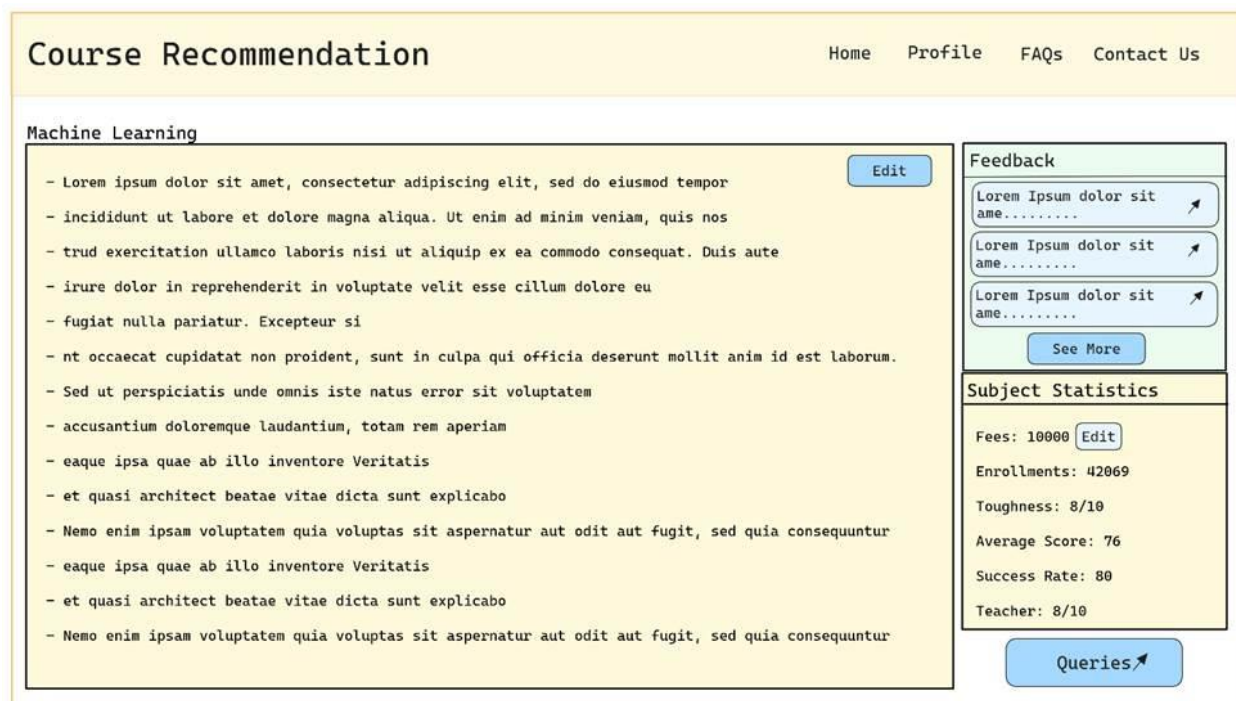 Course Recommendation
Home Profile FAQs Contact Us
Machine Learning
Edit
– Lorem ipsum dolor sit amet, consectetur adipiscing elit, sed do eiusmod tempor
– incididunt ut labore et dolore magna aliqua. Ut enim ad minim veniam, quis nos
– trud exercitation ullamco laboris nisi ut aliquip ex ea commodo consequat. Duis aute
– irure dolor in reprehenderit in voluptate velit esse cillum dolore eu
– fugiat nulla pariatur. Excepteur si
– nt occaecat cupidatat non proident, sunt in culpa qui officia deserunt mollit anim id est laborum.
– Sed ut perspiciatis unde omnis iste natus error sit voluptatem
– accusantium doloremque laudantium, totam rem aperiam
– eaque ipsa quae ab illo inventore Veritatis
– et quasi architect beatae vitae dicta sunt explicabo
– Nemo enim ipsam voluptatem quia voluptas sit aspernatur aut odit aut fugit, sed quia consequuntur
– eaque ipsa quae ab illo inventore Veritatis
– et quasi architect beatae vitae dicta sunt explicabo
– Nemo enim ipsam voluptatem quia voluptas sit aspernatur aut odit aut fugit, sed quia consequuntur
Feedback
Lorem Ipsum dolor sit
ame.........
Lorem Ipsum dolor sit
ame.........
Lorem Ipsum dolor sit
ame.........
See More
Subject Statistics
Fees: 10000 Edit
Enrollments: 42069
Toughness: 8/10
Average Score: 76
Success Rate: 80
Teacher: 8/10
Queries